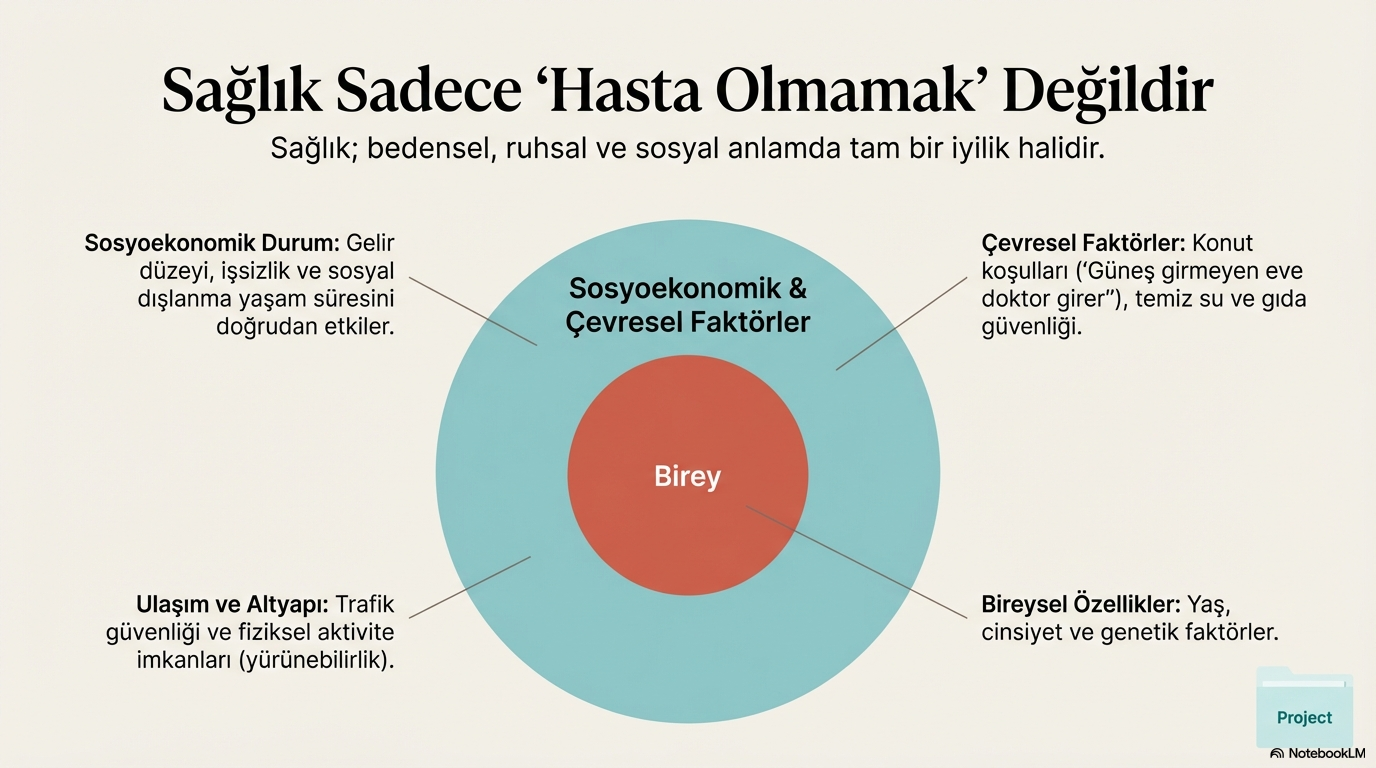 Sağlık Sadece ‘Hasta Olmamak’ Değildir
Sağlık; bedensel, ruhsal ve sosyal anlamda tam bir iyilik halidir.
Sosyoekonomik Durum: Gelir
düzeyi, işsizlik ve sosyal
dışlanma yaşam süresini
doğrudan etkiler.
Sosyoekonomik &
Çevresel Faktörler
Çevresel Faktörler: Konut
koşulları (‘Güneş girmeyen eve
doktor girer”), temiz su ve gıda
güvenliği.
Birey
Ulaşım ve Altyapı: Trafik
güvenliği ve fiziksel aktivite
imkanları (yürünebilirlik).
Bireysel Özellikler: Yaş,
cinsiyet ve genetik faktörler.
Project
NotebookLM